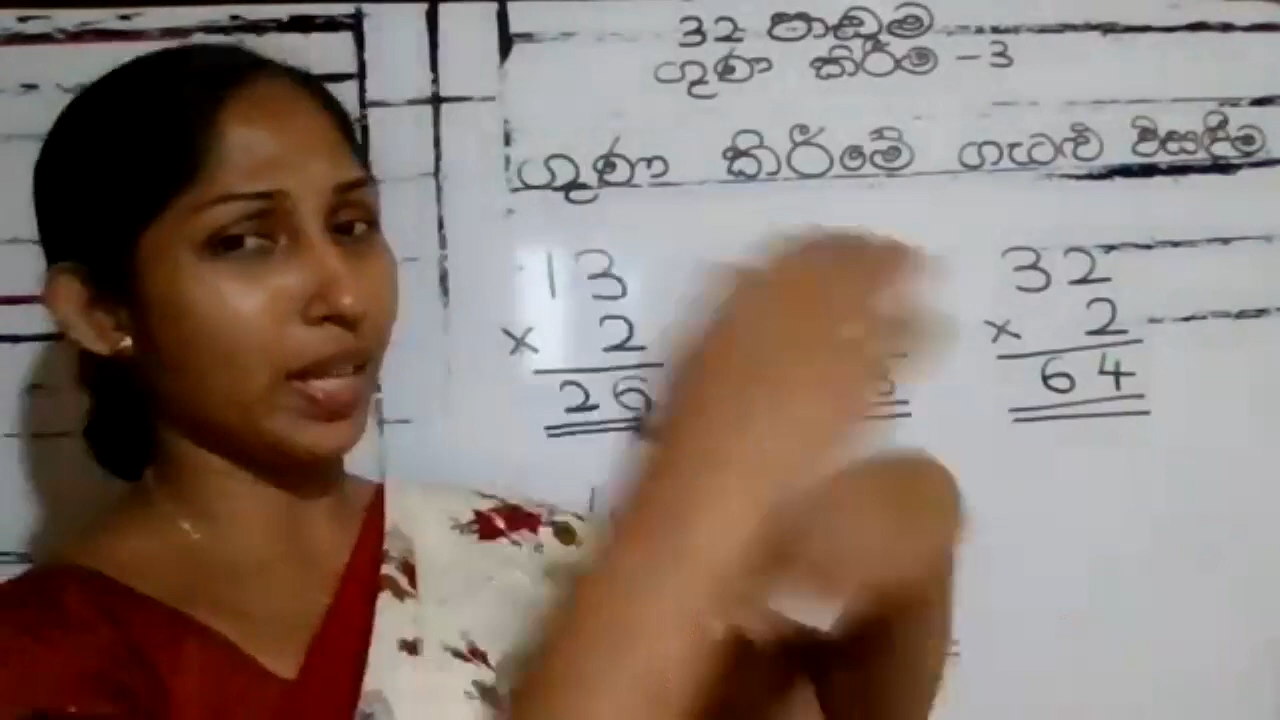 32 පාඩම
ගුණ කිරීම - 3
ගුණ කිරීමේ ගැටළු විසඳීම
13
× 2
26
32
× 2
64